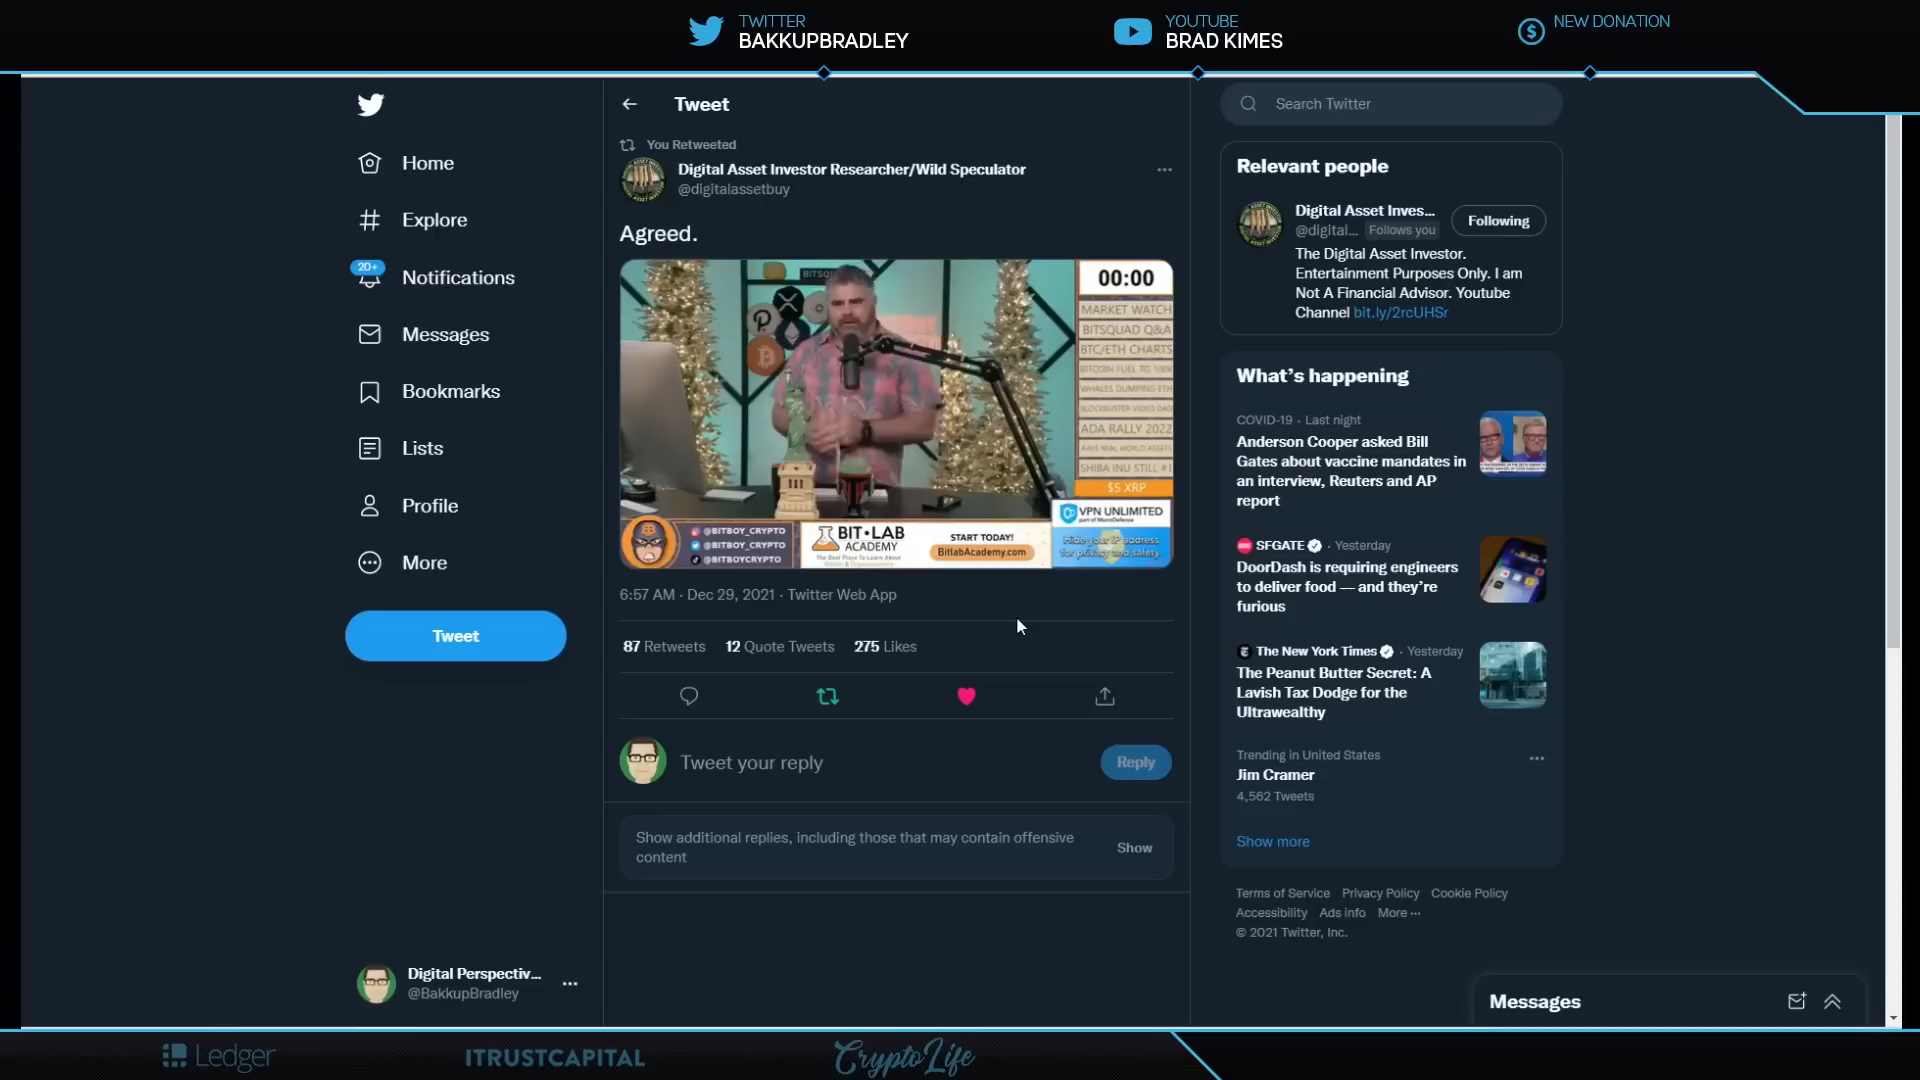 TWITTER
BAKKUPBRADLEY
YOUTUBE
BRAD KIMES
NEW DONATION
Home
Explore
20+
Notifications
Messages
Bookmarks
Lists
Profile
More
Tweet
Digital Perspectiv...
@BakkupBradley
Tweet
You Retweeted
Digital Asset Investor Researcher/Wild Speculator
@digitalassetbuy
Agreed.
00:00
MARKET WATCH
BITSQUAD Q&A
BTC/ETH CHARTS
BITCOIN FUEL TO 100K
WHALES DUMPING ETH
BLOCKBUSTER VIDEO DAO
ADA RALLY 2022
AAVE REAL WORLD ASSETS
SHIBA INU STILL #1
$5 XRP
@BITBOY_CRYPTO
@BITBOY_CRYPTO
@BITBOYCRYPTO
BIT•LAB
ACADEMY
The Best Place To Learn About
START TODAY!
BitlabAcademy.com
VPN UNLIMITED
Hide your IP address
for privacy and safety.
6:57 AM · Dec 29, 2021 · Twitter Web App
87 Retweets 12 Quote Tweets 275 Likes
Tweet your reply
Reply
Show additional replies, including those that may contain offensive
content
Show
Search Twitter
Relevant people
Digital Asset Inves...
@digital... Follows you
Following
The Digital Asset Investor.
Entertainment Purposes Only. I am
Not A Financial Advisor. Youtube
Channel bit.ly/2rcUHSr
What's happening
COVID-19 · Last night
Anderson Cooper asked Bill
Gates about vaccine mandates in
an interview, Reuters and AP
report
SFGATE · Yesterday
DoorDash is requiring engineers
to deliver food — and they're
furious
The New York Times · Yesterday
The Peanut Butter Secret: A
Lavish Tax Dodge for the
Ultrawealthy
Trending in United States
Jim Cramer
4,562 Tweets
Show more
Terms of Service Privacy Policy Cookie Policy
Accessibility Ads info More ···
© 2021 Twitter, Inc.
Messages
Ledger
ITRUSTCAPITAL
CryptoLife